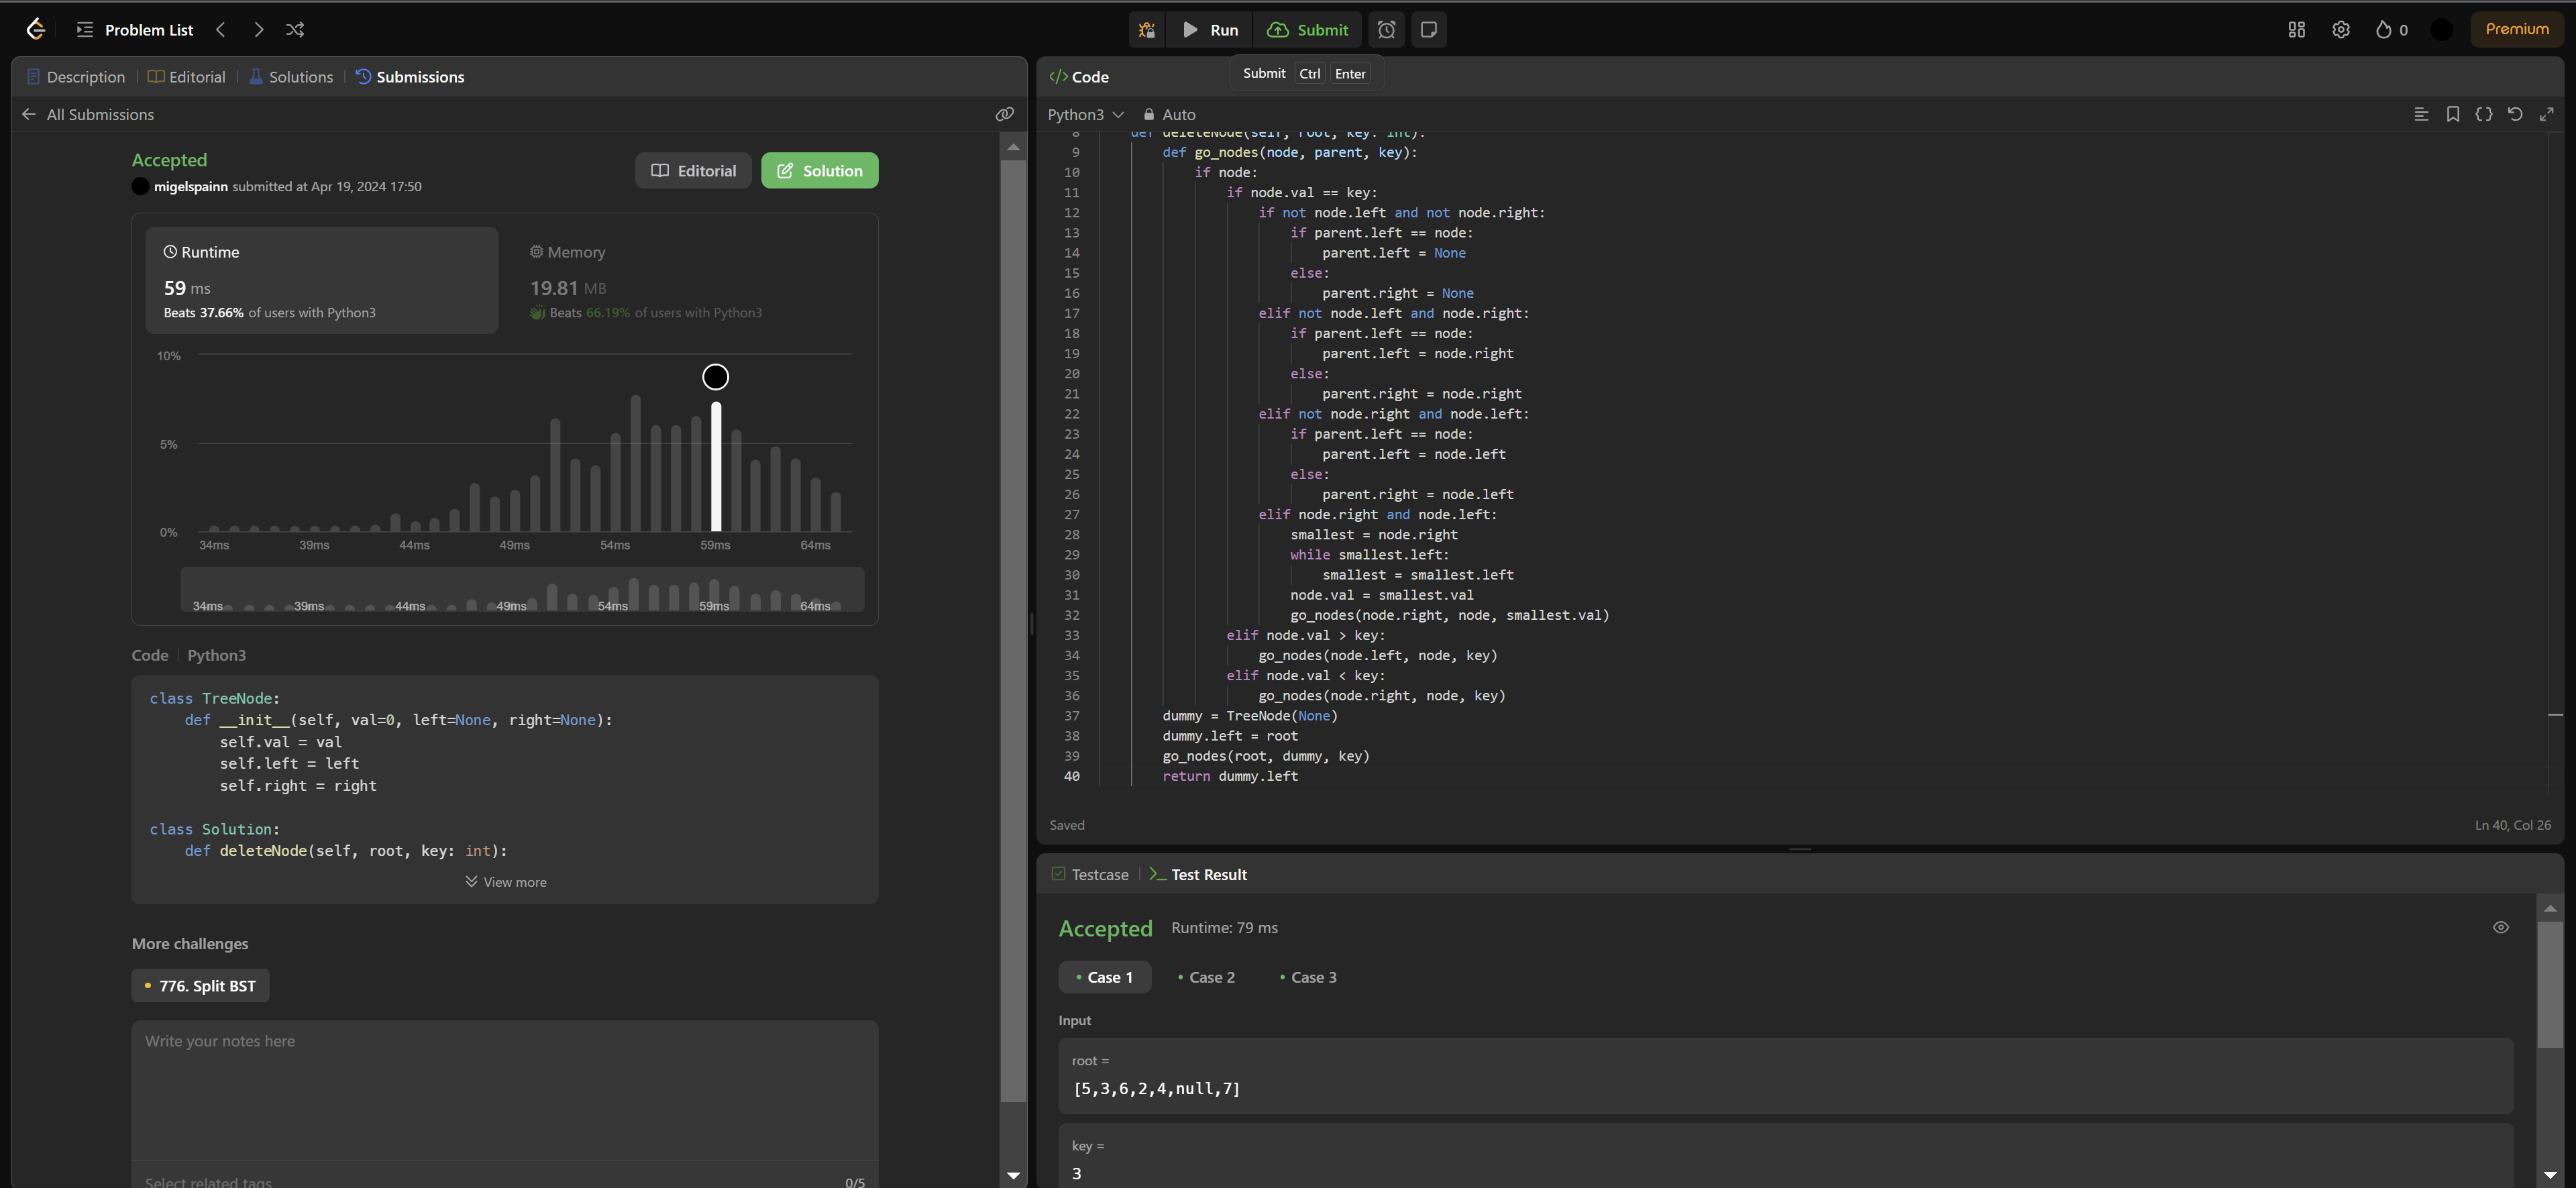 Problem List
Run
Submit
0
Premium
Description
Editorial
Solutions
Submissions
All Submissions
Accepted
migelspainn submitted at Apr 19, 2024 17:50
Editorial
Solution
Runtime
59 ms
Beats 37.66% of users with Python3
Memory
19.81 MB
Beats 66.19% of users with Python3
10%
5%
0%
34ms 39ms 44ms 49ms 54ms 59ms 64ms
34ms 39ms 44ms 49ms 54ms 59ms 64ms
Code Python3
class TreeNode:
def __init__(self, val=0, left=None, right=None):
self.val = val
self.left = left
self.right = right
class Solution:
def deleteNode(self, root, key: int):
View more
More challenges
776. Split BST
Write your notes here
Select related tags
0/5
</> Code
Submit Ctrl Enter
Python3
Auto
8 def deleteNode(self, root, key: int):
9 def go_nodes(node, parent, key):
10 if node:
11 if node.val == key:
12 if not node.left and not node.right:
13 if parent.left == node:
14 parent.left = None
15 else:
16 parent.right = None
17 elif not node.left and node.right:
18 if parent.left == node:
19 parent.left = node.right
20 else:
21 parent.right = node.right
22 elif not node.right and node.left:
23 if parent.left == node:
24 parent.left = node.left
25 else:
26 parent.right = node.left
27 elif node.right and node.left:
28 smallest = node.right
29 while smallest.left:
30 smallest = smallest.left
31 node.val = smallest.val
32 go_nodes(node.right, node, smallest.val)
33 elif node.val > key:
34 go_nodes(node.left, node, key)
35 elif node.val < key:
36 go_nodes(node.right, node, key)
37 dummy = TreeNode(None)
38 dummy.left = root
39 go_nodes(root, dummy, key)
40 return dummy.left
Saved
Ln 40, Col 26
Testcase
Test Result
Accepted
Runtime: 79 ms
Case 1
Case 2
Case 3
Input
root =
[5,3,6,2,4,null,7]
key =
3